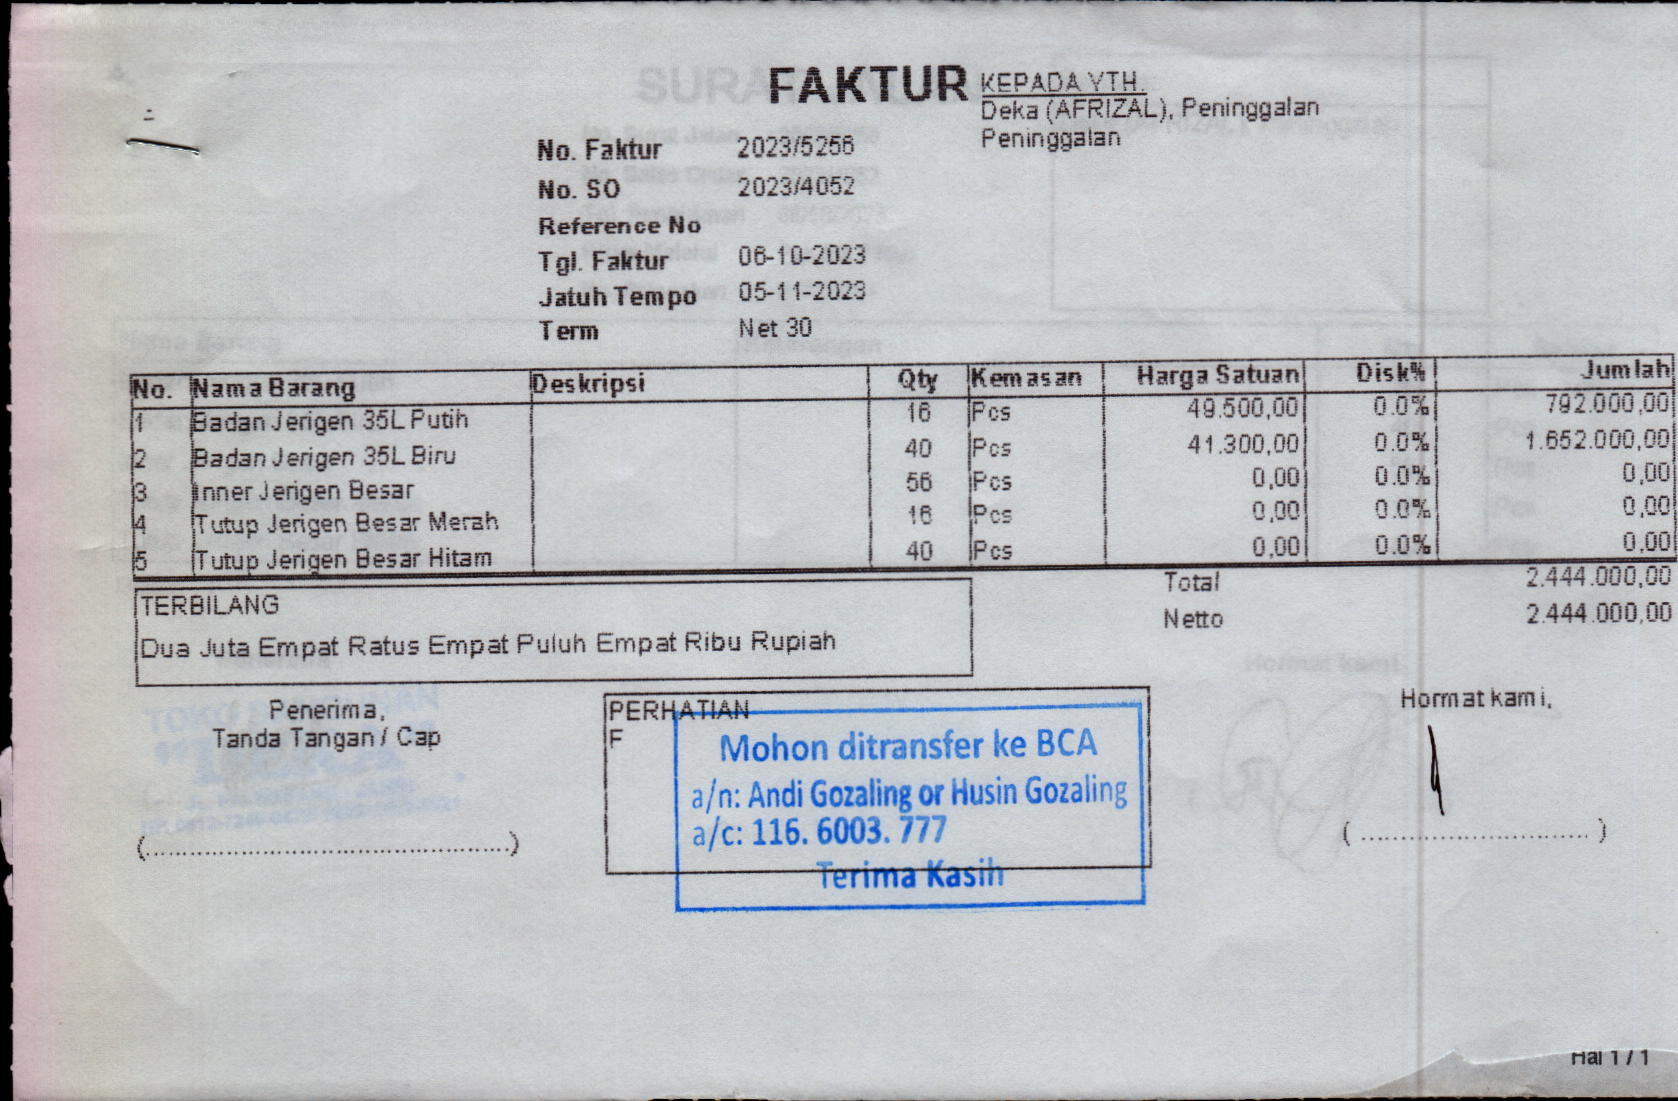 FAKTUR
KEPADA YTH.
Deka (AFRIZAL), Peninggalan
Peninggalan
No. Faktur 2023/5256
No. SO 2023/4052
Reference No
Tgl. Faktur 06-10-2023
Jatuh Tempo 05-11-2023
Term Net 30
No. Nama Barang Deskripsi Qty Kemasan Harga Satuan Disk% Jumlah
1 Badan Jerigen 35L Putih 16 Pcs 49.500,00 0.0% 792.000,00
2 Badan Jerigen 35L Biru 40 Pcs 41.300,00 0.0% 1.652.000,00
3 Inner Jerigen Besar 56 Pcs 0,00 0.0% 0,00
4 Tutup Jerigen Besar Merah 16 Pcs 0,00 0.0% 0,00
5 Tutup Jerigen Besar Hitam 40 Pcs 0,00 0.0% 0,00
Total 2.444.000,00
Netto 2.444.000,00
TERBILANG
Dua Juta Empat Ratus Empat Puluh Empat Ribu Rupiah
Penerima,
Tanda Tangan / Cap
PERHATIAN
F
Mohon ditransfer ke BCA
a/n: Andi Gozaling or Husin Gozaling
a/c: 116. 6003. 777
Terima Kasih
Hormat kami,
Hal 1 / 1